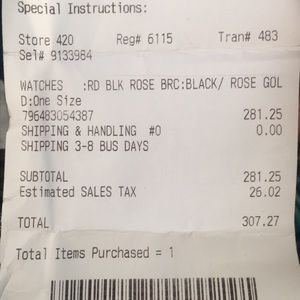 Special Instructions:
Store 420 Reg# 6115 Tran# 483
Sel# 9133984
WATCHES :RD BLK ROSE BRC:BLACK/ ROSE GOL
D:One Size
796483054387 281.25
SHIPPING & HANDLING #0 0.00
SHIPPING 3-8 BUS DAYS
SUBTOTAL 281.25
Estimated SALES TAX 26.02
TOTAL 307.27
Total Items Purchased = 1